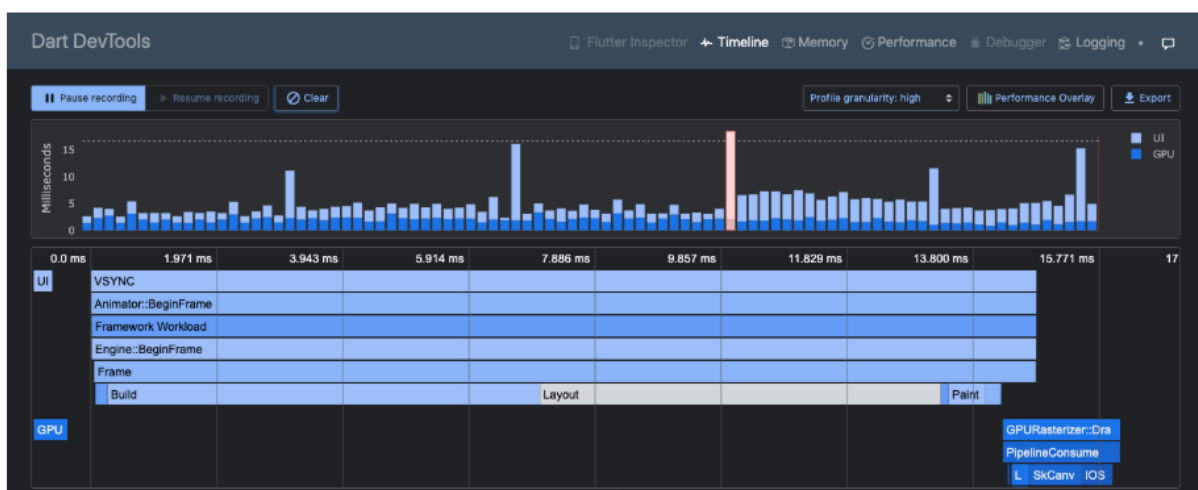 Dart DevTools
Flutter Inspector Timeline Memory Performance Debugger Logging
Pause recording Resume recording Clear Profile granularity: high Performance Overlay Export
Milliseconds
15
10
5
0
UI
GPU
0.0 ms 1.971 ms 3.943 ms 5.914 ms 7.886 ms 9.857 ms 11.829 ms 13.800 ms 15.771 ms 17
UI VSYNC
Animator::BeginFrame
Framework Workload
Engine::BeginFrame
Frame
Build Layout Paint
GPU GPURasterizer::Dra
PipelineConsume
L SkCanv IOS